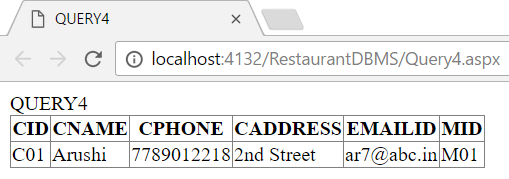 QUERY4
localhost:4132/RestaurantDBMS/Query4.aspx
QUERY4
CID CNAME CPHONE CADDRESS EMAILID MID
C01 Arushi 7789012218 2nd Street ar7@abc.in M01